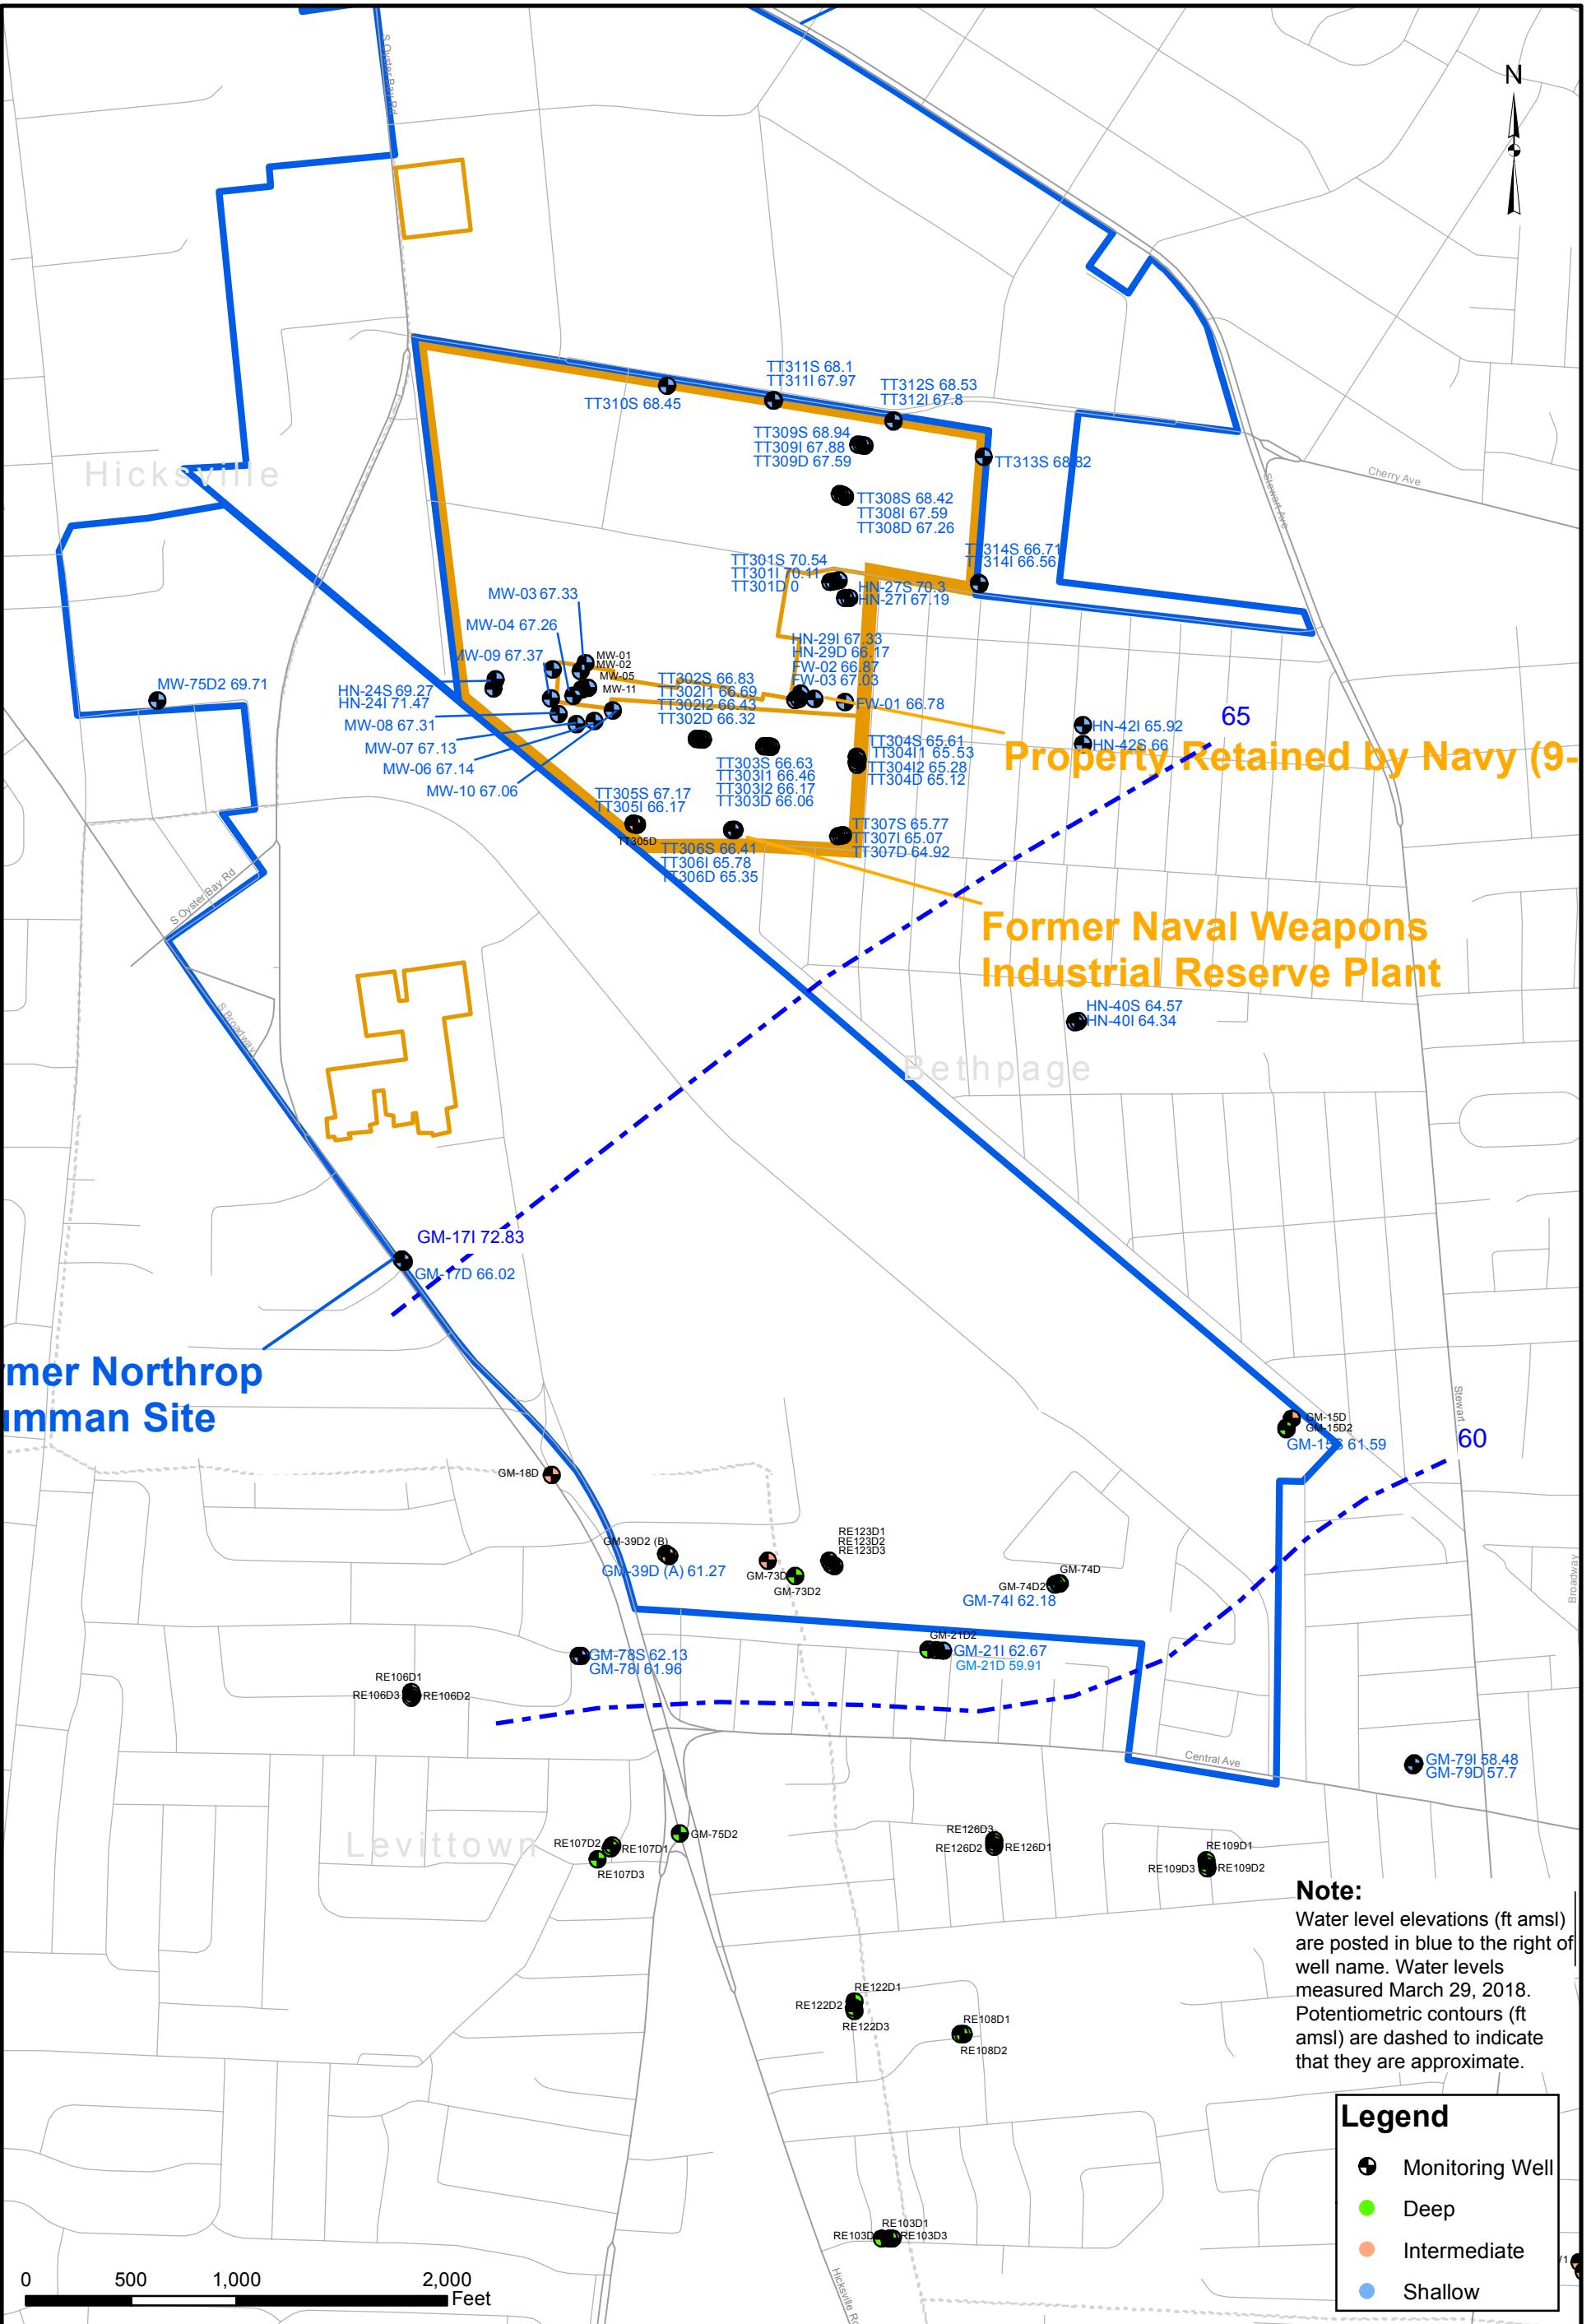 S Oyster Bay Rd
N
TT311S 68.1
TT311I 67.97
TT312S 68.53
TT312I 67.8
TT310S 68.45
TT309S 68.94
TT309I 67.88
TT309D 67.59
TT313S 68.82
Hicksville
Cherry Ave
Stewart Ave
TT308S 68.42
TT308I 67.59
TT308D 67.26
TT314S 66.71
TT314I 66.56
TT301S 70.54
TT301I 70.11
TT301D 0
HN-27S 70.3
HN-27I 67.19
MW-03 67.33
MW-04 67.26
MW-09 67.37
MW-01
MW-02
MW-05
MW-11
HN-29I 67.33
HN-29D 66.17
FW-02 66.87
FW-03 67.03
FW-01 66.78
MW-75D2 69.71
HN-24S 69.27
HN-24I 71.47
TT302S 66.83
TT302I1 66.69
TT302I2 66.43
TT302D 66.32
MW-08 67.31
MW-07 67.13
MW-06 67.14
MW-10 67.06
HN-42I 65.92
HN-42S 66
65
Property Retained by Navy (9-
TT304S 65.61
TT304I1 65.53
TT304I2 65.28
TT304D 65.12
TT303S 66.63
TT303I1 66.46
TT303I2 66.17
TT303D 66.06
TT305S 67.17
TT305I 66.17
TT305D
TT307S 65.77
TT307I 65.07
TT307D 64.92
TT306S 66.41
TT306I 65.78
TT306D 65.35
S Oyster Bay Rd
Former Naval Weapons
Industrial Reserve Plant
S Broadway
HN-40S 64.57
HN-40I 64.34
Bethpage
GM-17I 72.83
GM-17D 66.02
rmer Northrop
umman Site
Stewart
GM-15D
GM-15D2
GM-15S 61.59
60
GM-18D
Broadway
GM-39D2 (B)
GM-39D (A) 61.27
RE123D1
RE123D2
RE123D3
GM-73D
GM-73D2
GM-74D
GM-74D2
GM-74I 62.18
GM-21D2
GM-21I 62.67
GM-21D 59.91
GM-78S 62.13
GM-78I 61.96
RE106D1
RE106D3
RE106D2
Central Ave
GM-79I 58.48
GM-79D 57.7
Levittown
RE107D2
RE107D1
RE107D3
GM-75D2
RE126D3
RE126D2
RE126D1
RE109D1
RE109D3
RE109D2
Note:
Water level elevations (ft amsl)
are posted in blue to the right of
well name. Water levels
measured March 29, 2018.
Potentiometric contours (ft
amsl) are dashed to indicate
that they are approximate.
RE122D1
RE122D2
RE122D3
RE108D1
RE108D2
RE103D1
RE103D
RE103D3
Hicksville Rd
Legend
Monitoring Well
Deep
Intermediate
Shallow
0 500 1,000 2,000
Feet